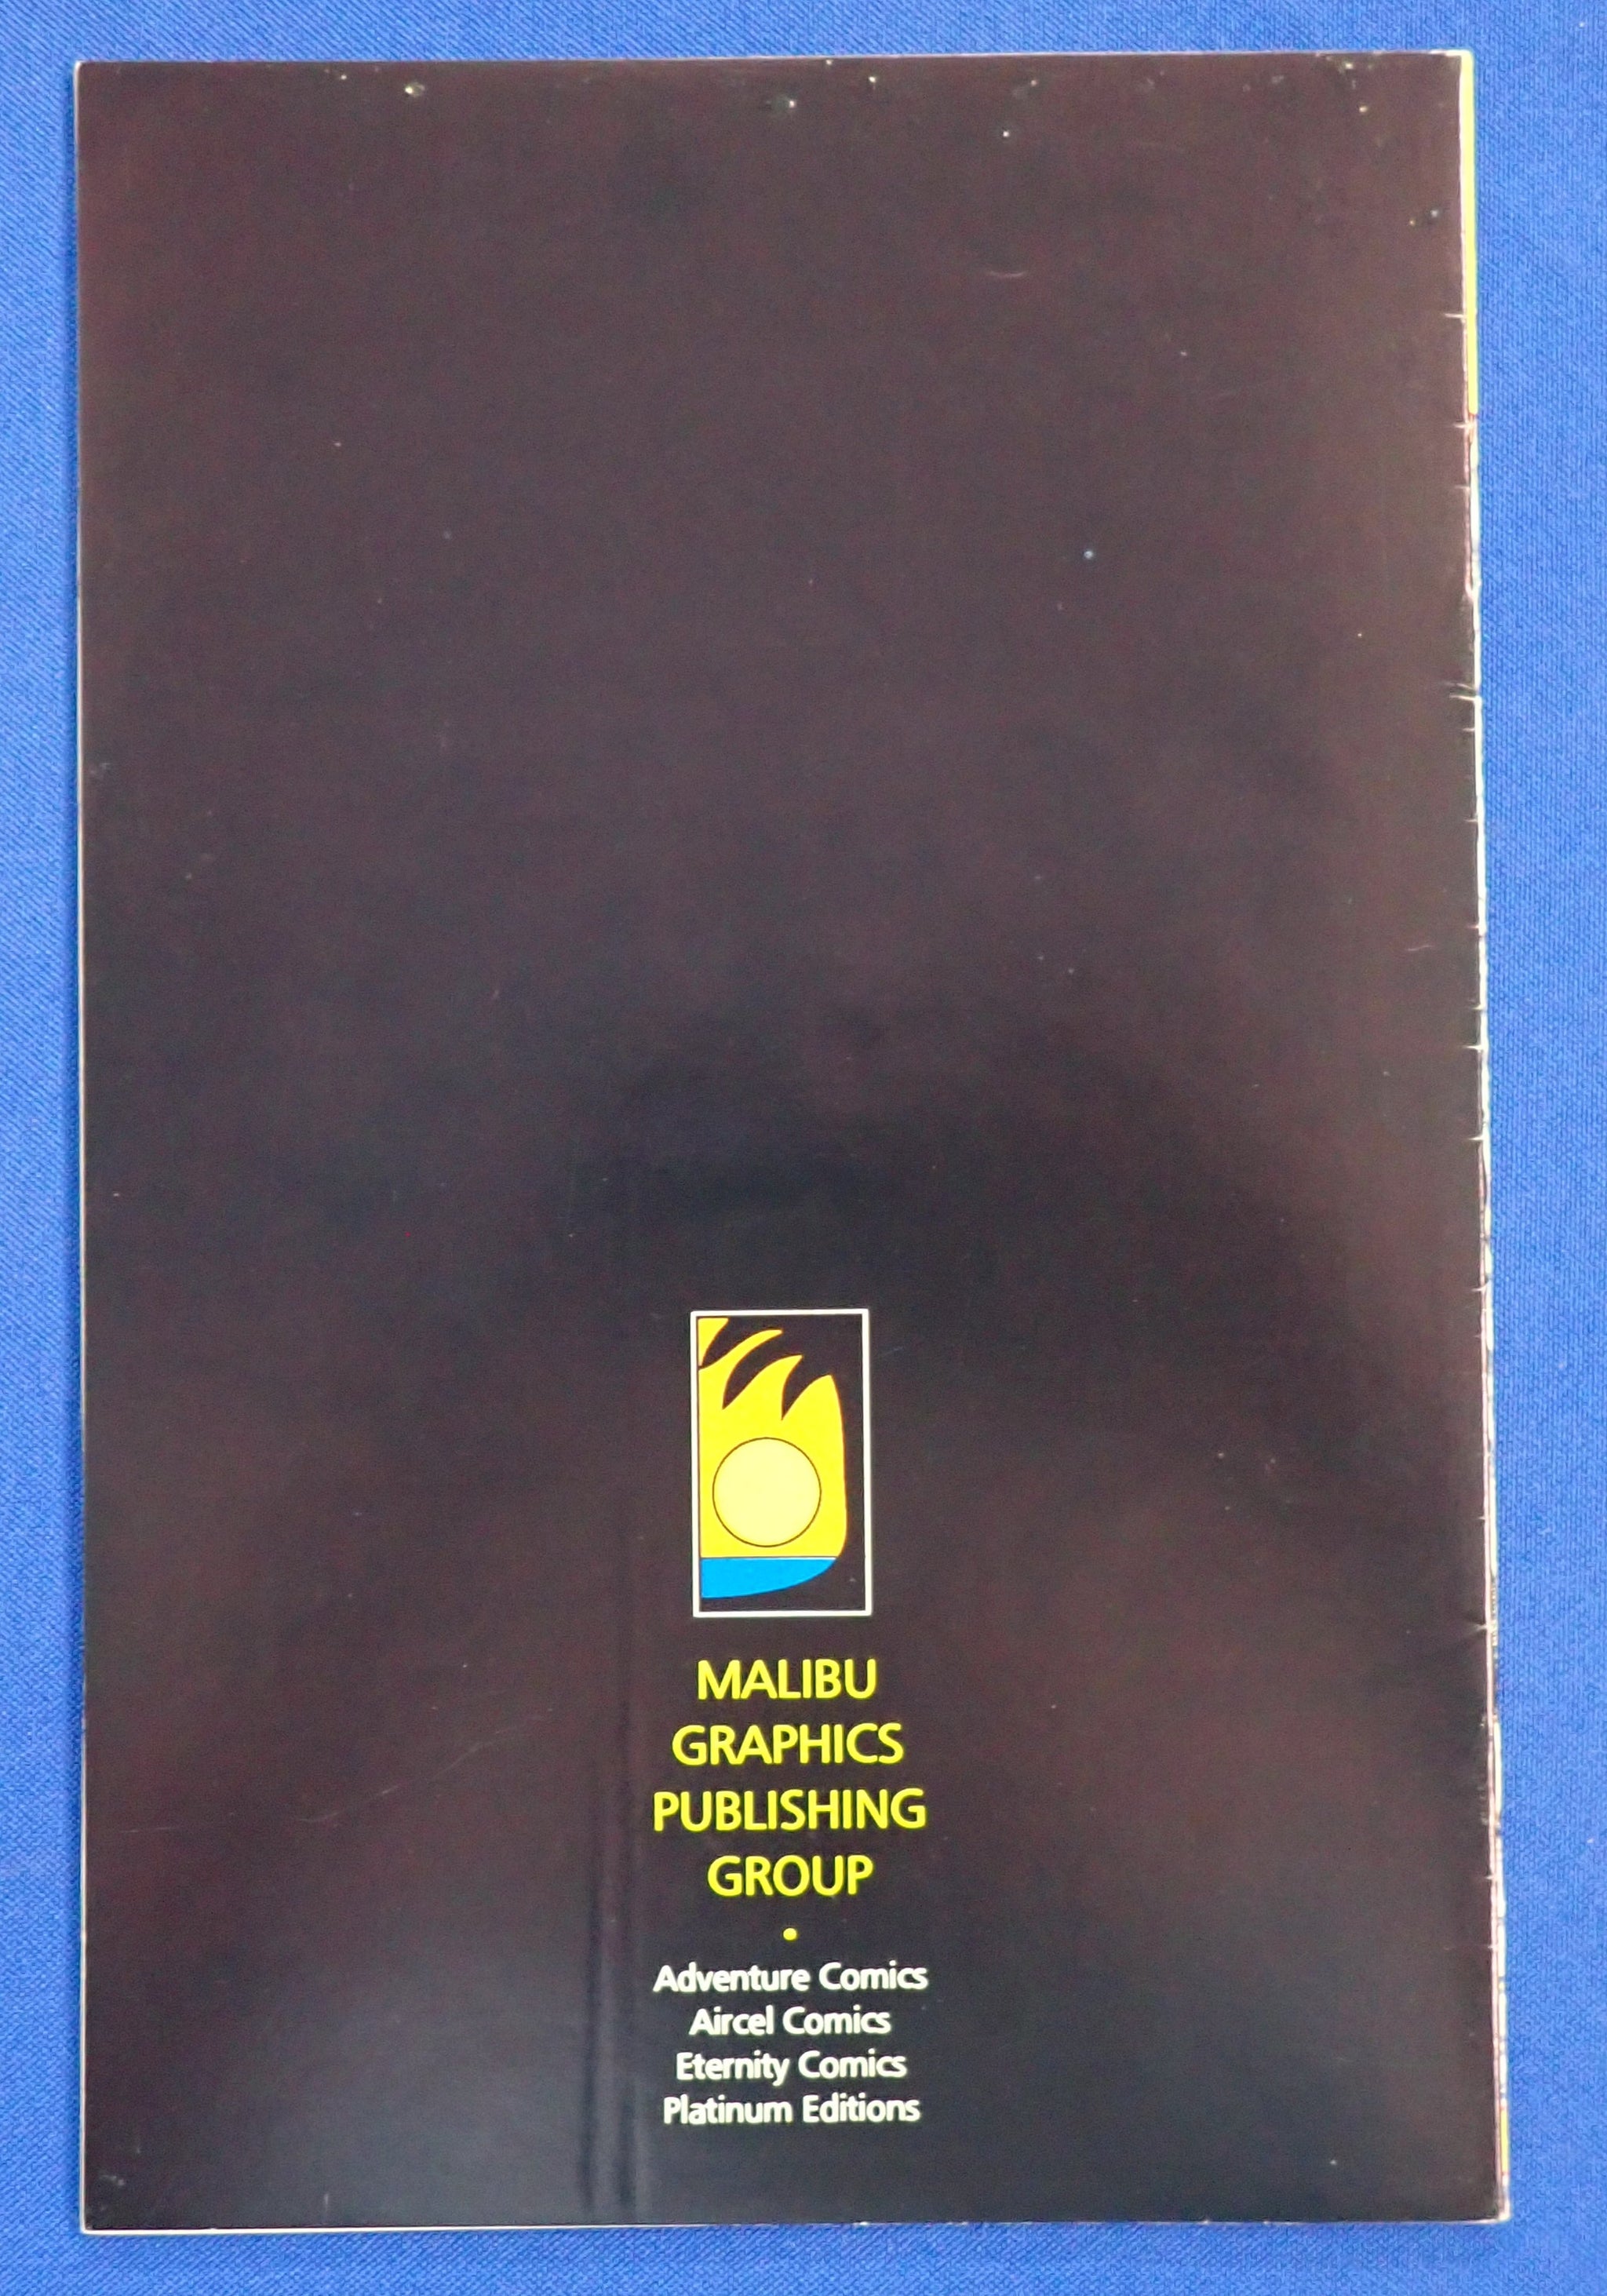 MALIBU
GRAPHICS
PUBLISHING
GROUP
•
Adventure Comics
Aircel Comics
Eternity Comics
Platinum Editions